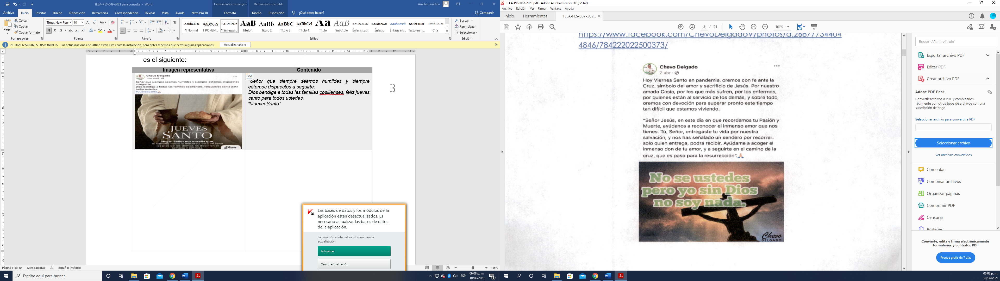 TEEA-PES-049-2021 para consulta - Word
Herramientas de imagen
Herramientas de tabla
Auxiliar Juridico
Archivo Inicio Insertar Diseño Disposición Referencias Correspondencia Revisar Vista Ayuda Nitro Pro 10 Formato Diseño Disposición ¿Qué desea hacer? Compartir
Pegar
Cortar
Copiar
Copiar formato
Portapapeles
Times New Rom 10
N K S abc x₂ x²
Fuente
Párrafo
AaBbCcDc AaBbCcL AaBbCcDc AaB AaBb AaBbC AaBbCcl Aa AaB AaBbCcDdl AaBbCcDdl AaBbCcDdl AaBbCcDdl AaBbCcDc
¶ Normal ¶ PONEN... ¶ Sin espa... Título 1 Título 2 Título 3 Título 4 Título Subtítulo Énfasis sutil Énfasis Énfasis int... Texto en n... Cita
Estilos
Buscar
Reemplazar
Seleccionar
Edición
ACTUALIZACIONES DISPONIBLES Las actualizaciones de Office están listas para la instalación, pero antes tenemos que cerrar algunas aplicaciones. Actualizar ahora
es el siguiente:
Imagen representativa Contenido
Chevo Delgado
1 de abril
Señor que siempre seamos humildes y siempre estemos dispuestos
a seguirte.
Dios bendiga a todas las familias cosillenses, feliz jueves santo para
todos ustedes.
#JuevesSanto
JUEVES
SANTO
Hoy el Señor nos enseña que,
el camino hacia la felicidad, está en lavar
los pies de los demás, es decir, en el
servicio y entrega.
Chevo
"Señor que siempre seamos humildes y siempre
estemos dispuestos a seguirte.
Dios bendiga a todas las familias cosillenses, feliz jueves
santo para todos ustedes.
#JuevesSanto"
3
Las bases de datos y los módulos de la
aplicación están desactualizados. Es
necesario actualizar las bases de datos
de la aplicación.
La conexión a Internet se utilizará para la
actualización
Actualizar
Omitir actualización
Página 3 de 10 3279 palabras Español (México)
155%
Escribe aquí para buscar
ESP
06:08 p. m.
10/06/2021
TEEA-PES-067-2021.pdf - Adobe Acrobat Reader DC (32-bit)
Archivo Edición Ver Firmar Ventana Ayuda
Inicio Herramientas TEEA-PES-067-202...
8 / 124
164%
https://www.facebook.com/ChevoDelgadoV/photos/a.26877734404
4846/784222022500373/
Chevo Delgado
2 abr
Hoy Viernes Santo en pandemia, oremos con fe ante la
Cruz, símbolo del amor y sacrificio de Jesús. Por nuestro
amado Cosío, por los que más sufren, por los enfermos,
por quienes están al servicio de los demás, y sobre todo,
oremos con devoción para superar pronto este tiempo
tan difícil que estamos viviendo.
"Señor Jesús, en este día en que recordamos tu Pasión y
Muerte, ayúdanos a reconocer el inmenso amor que nos
tienes. Tú, Señor, entregaste tu vida por nuestra
salvación, y nos has señalado un sendero por recorrer:
solo quien entrega, podrá recibir. Ayúdame a acoger el
inmenso don de tu amor, y a seguirte en el camino de la
cruz, que es paso para la resurrección".
No se ustedes
pero yo sin Dios
no soy nada.
Chevo
DELGADO
Buscar 'Añadir vínculo'
Exportar archivo PDF
Editar PDF
Crear archivo PDF
Adobe PDF Pack
Convertir archivos a PDF y combinarlos
fácilmente con otros tipos de archivos con una
suscripción de pago
Seleccionar archivo para convertir a PDF
Seleccionar archivo
Ver archivos convertidos
Comentar
Combinar archivos
Organizar páginas
Comprimir PDF
Censurar
Proteger
Convierte, edita y firma electrónicamente
formularios y contratos PDF
Prueba gratis de 7 días
06:08 p. m.
10/06/2021